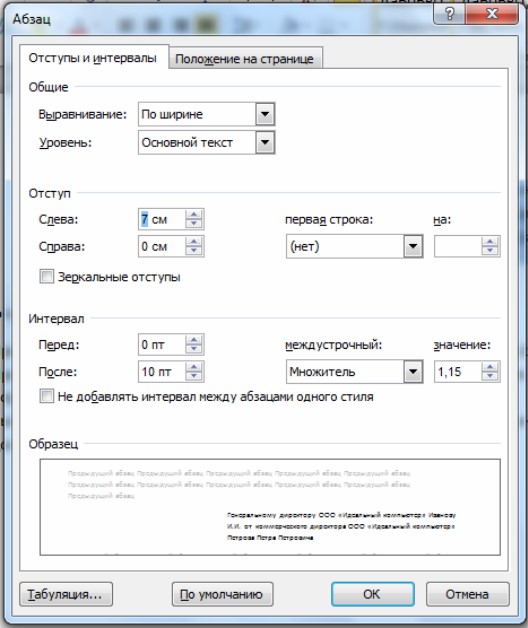 Абзац
Отступы и интервалы Положение на странице
Общие
Выравнивание: По ширине
Уровень: Основной текст
Отступ
Слева: 7 см первая строка: на:
Справа: 0 см (нет)
Зеркальные отступы
Интервал
Перед: 0 пт междустрочный: значение:
После: 10 пт Множитель 1,15
Не добавлять интервал между абзацами одного стиля
Образец
Предыдущий абзац Предыдущий абзац Предыдущий абзац Предыдущий абзац Предыдущий абзац
Предыдущий абзац Предыдущий абзац Предыдущий абзац Предыдущий абзац Предыдущий абзац
Предыдущий абзац
Генеральному директору ООО «Идеальный компьютер» Иванову
И.И. от коммерческого директора ООО «Идеальный компьютер»
Петрова Петра Петровича
Табуляция... По умолчанию ОК Отмена